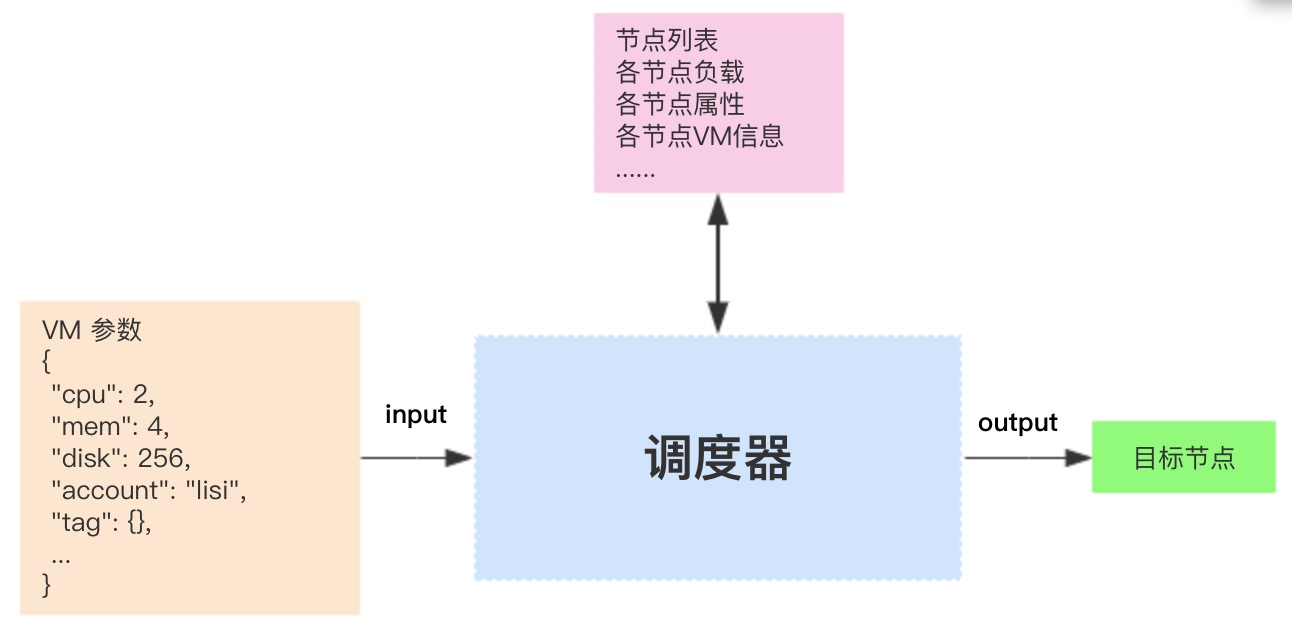 节点列表
各节点负载
各节点属性
各节点VM信息
......
VM 参数
{
"cpu": 2,
"mem": 4,
"disk": 256,
"account": "lisi",
"tag": {},
...
}
input
调度器
output
目标节点